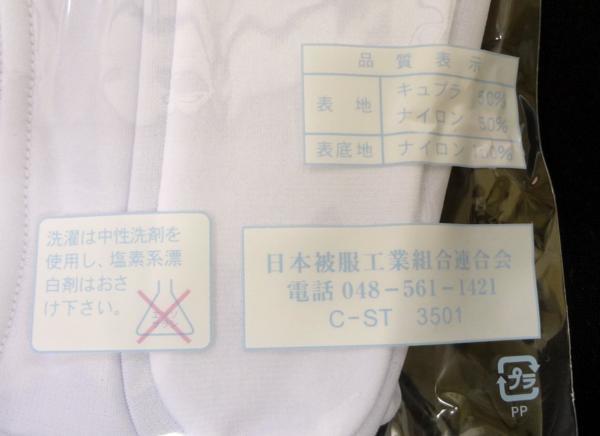 品質表示
表地 キュプラ 50%
ナイロン 50%
表底地 ナイロン 100%
洗濯は中性洗剤を
使用し、塩素系漂
白剤はおさ
け下さい。
日本被服工業組合連合会
電話 048-561-1421
C-ST 3501
プラ
PP